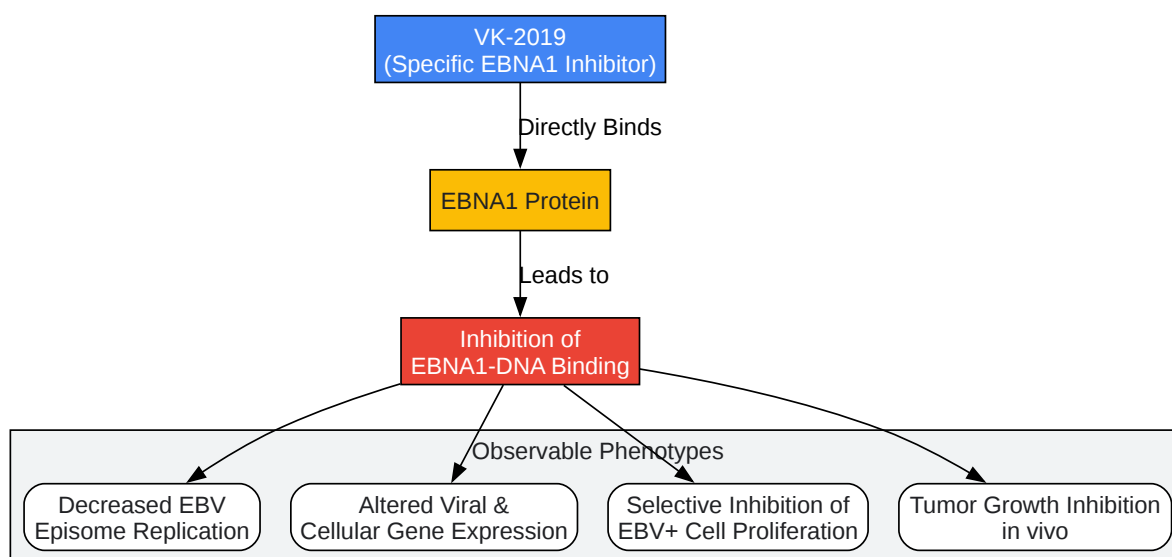 VK-2019
(Specific EBNA1 Inhibitor)
Directly Binds
EBNA1 Protein
Leads to
Inhibition of
EBNA1-DNA Binding
Observable Phenotypes
Decreased EBV
Episome Replication
Altered Viral &
Cellular Gene Expression
Selective Inhibition of
EBV+ Cell Proliferation
Tumor Growth Inhibition
in vivo